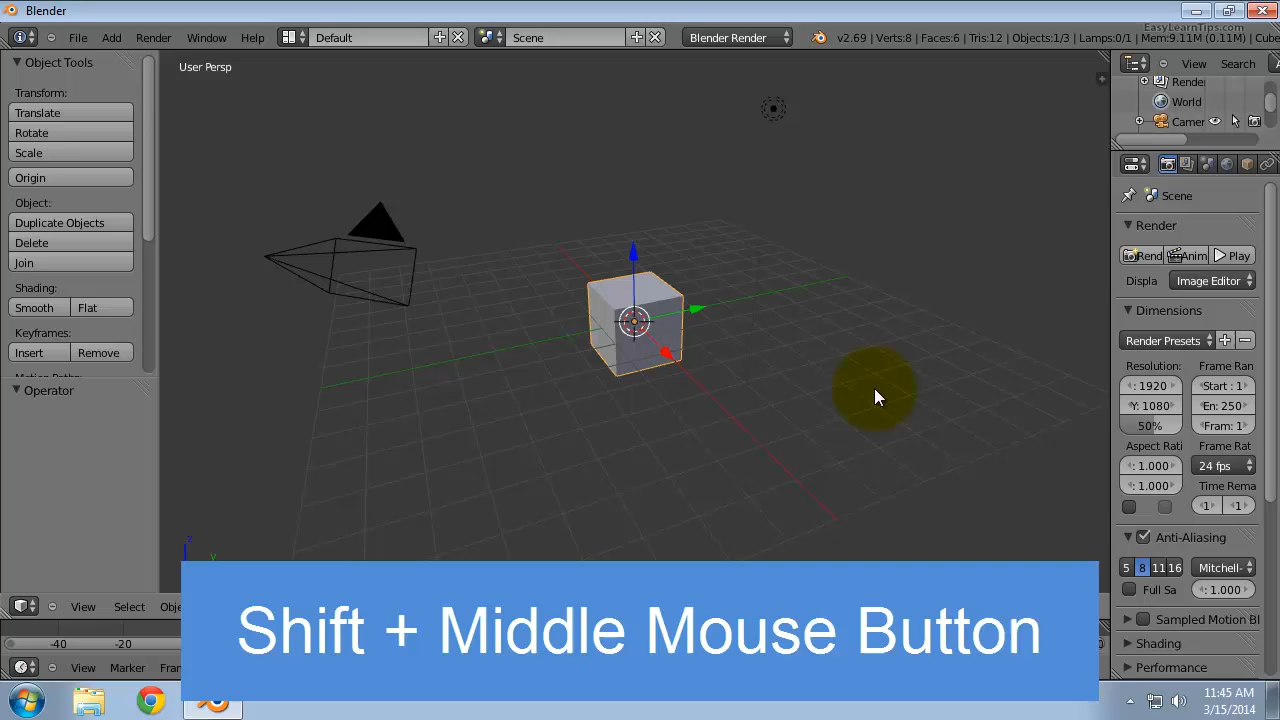 Blender
EasyLearnTips.com
File Add Render Window Help Default Scene Blender Render v2.69 | Verts:8 | Faces:6 | Tris:12 | Objects:1/3 | Lamps:0/1 | Mem:9.11M (0.11M) | Cube
Object Tools
User Persp
View Search
Render
World
Camer
Transform:
Translate
Rotate
Scale
Origin
Object:
Duplicate Objects
Delete
Join
Shading:
Smooth Flat
Keyframes:
Insert Remove
Operator
Scene
Render
Rend Anim Play
Displa Image Editor
Dimensions
Render Presets
Resolution: Frame Ran
: 1920 Start : 1
Y: 1080 En: 250
50% Fram: 1
Aspect Rati Frame Rat
: 1.000 24 fps
: 1.000 Time Rema
1 1
Anti-Aliasing
5 8 11 16 Mitchell-
Full Sa : 1.000
Sampled Motion Bl
Shading
Performance
z
y
View Select Obje
-40 -20
View Marker Fram
Shift + Middle Mouse Button
11:45 AM
3/15/2014